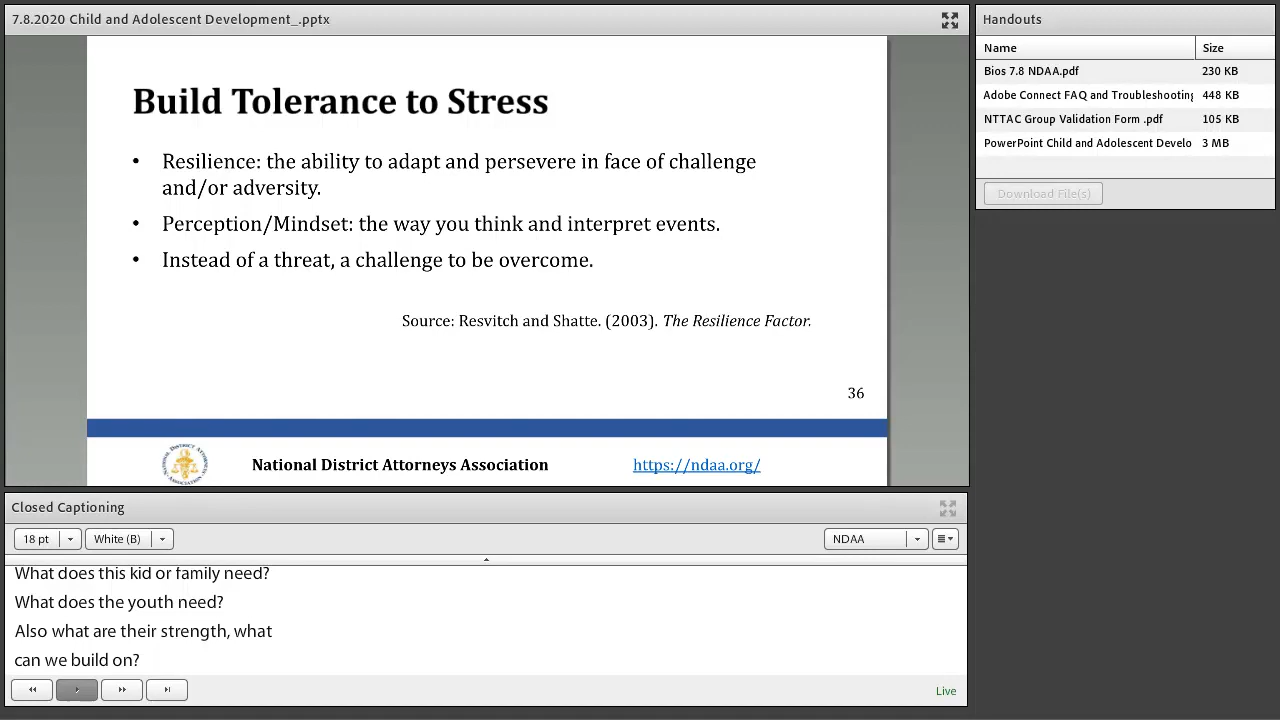 7.8.2020 Child and Adolescent Development_.pptx
Build Tolerance to Stress
• Resilience: the ability to adapt and persevere in face of challenge
and/or adversity.
• Perception/Mindset: the way you think and interpret events.
• Instead of a threat, a challenge to be overcome.
Source: Resvitch and Shatte. (2003). The Resilience Factor.
36
National District Attorneys Association
https://ndaa.org/
Handouts
Name Size
Bios 7.8 NDAA.pdf 230 KB
Adobe Connect FAQ and Troubleshooting 448 KB
NTTAC Group Validation Form .pdf 105 KB
PowerPoint Child and Adolescent Develo 3 MB
Download File(s)
Closed Captioning
18 pt White (B) NDAA
What does this kid or family need?
What does the youth need?
Also what are their strength, what
can we build on?
Live